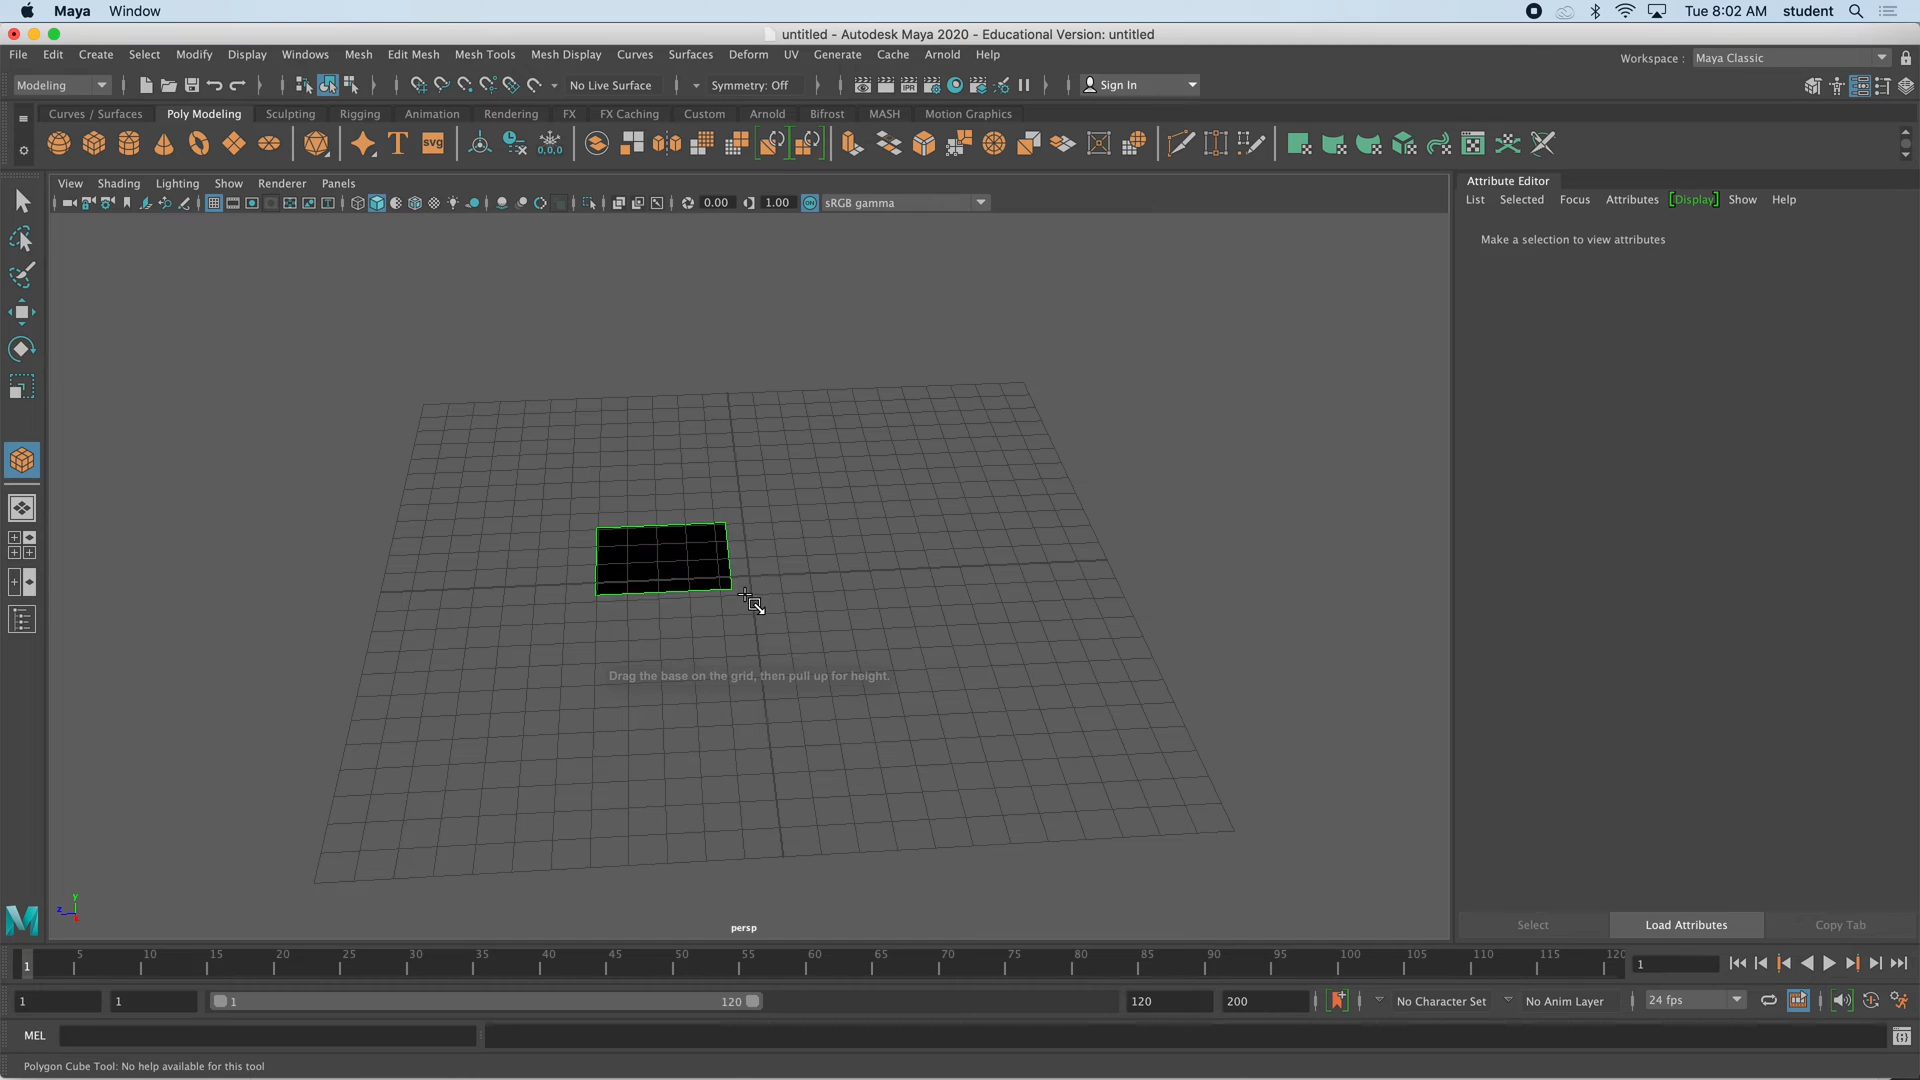 Maya Window Tue 8:02 AM student
untitled - Autodesk Maya 2020 - Educational Version: untitled
File Edit Create Select Modify Display Windows Mesh Edit Mesh Mesh Tools Mesh Display Curves Surfaces Deform UV Generate Cache Arnold Help Workspace : Maya Classic
Modeling No Live Surface Symmetry: Off IPR Sign In
Curves / Surfaces Poly Modeling Sculpting Rigging Animation Rendering FX FX Caching Custom Arnold Bifrost MASH Motion Graphics
T SVG 0,0,0
View Shading Lighting Show Renderer Panels
0.00 1.00 ON sRGB gamma
Attribute Editor
List Selected Focus Attributes [Display] Show Help
Make a selection to view attributes
Drag the base on the grid, then pull up for height.
y
z
x
persp
Select Load Attributes Copy Tab
5 10 15 20 25 30 35 40 45 50 55 60 65 70 75 80 85 90 95 100 105 110 115 120
1 1
1 1 1 120 120 200 No Character Set No Anim Layer 24 fps
MEL
Polygon Cube Tool: No help available for this tool